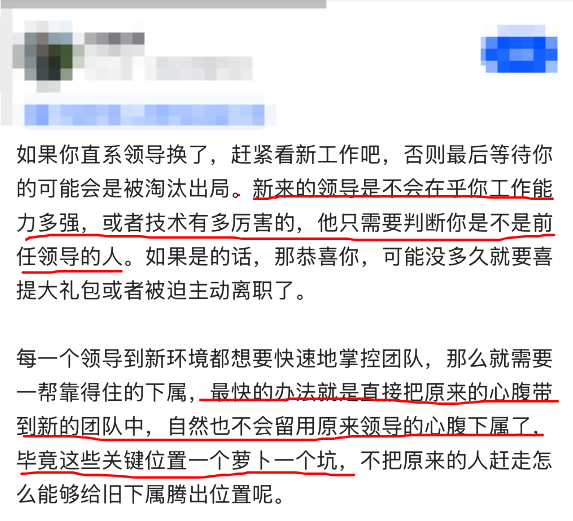 如果你直系领导换了，赶紧看新工作吧，否则最后等待你
的可能会是被淘汰出局。新来的领导是不会在乎你工作能
力多强，或者技术有多厉害的，他只需要判断你是不是前
任领导的人。如果是的话，那恭喜你，可能没多久就要喜
提大礼包或者被迫主动离职了。
每一个领导到新环境都想要快速地掌控团队，那么就需要
一帮靠得住的下属，最快的办法就是直接把原来的心腹带
到新的团队中，自然也不会留用原来领导的心腹下属了，
毕竟这些关键位置一个萝卜一个坑，不把原来的人赶走怎
么能够给旧下属腾出位置呢。